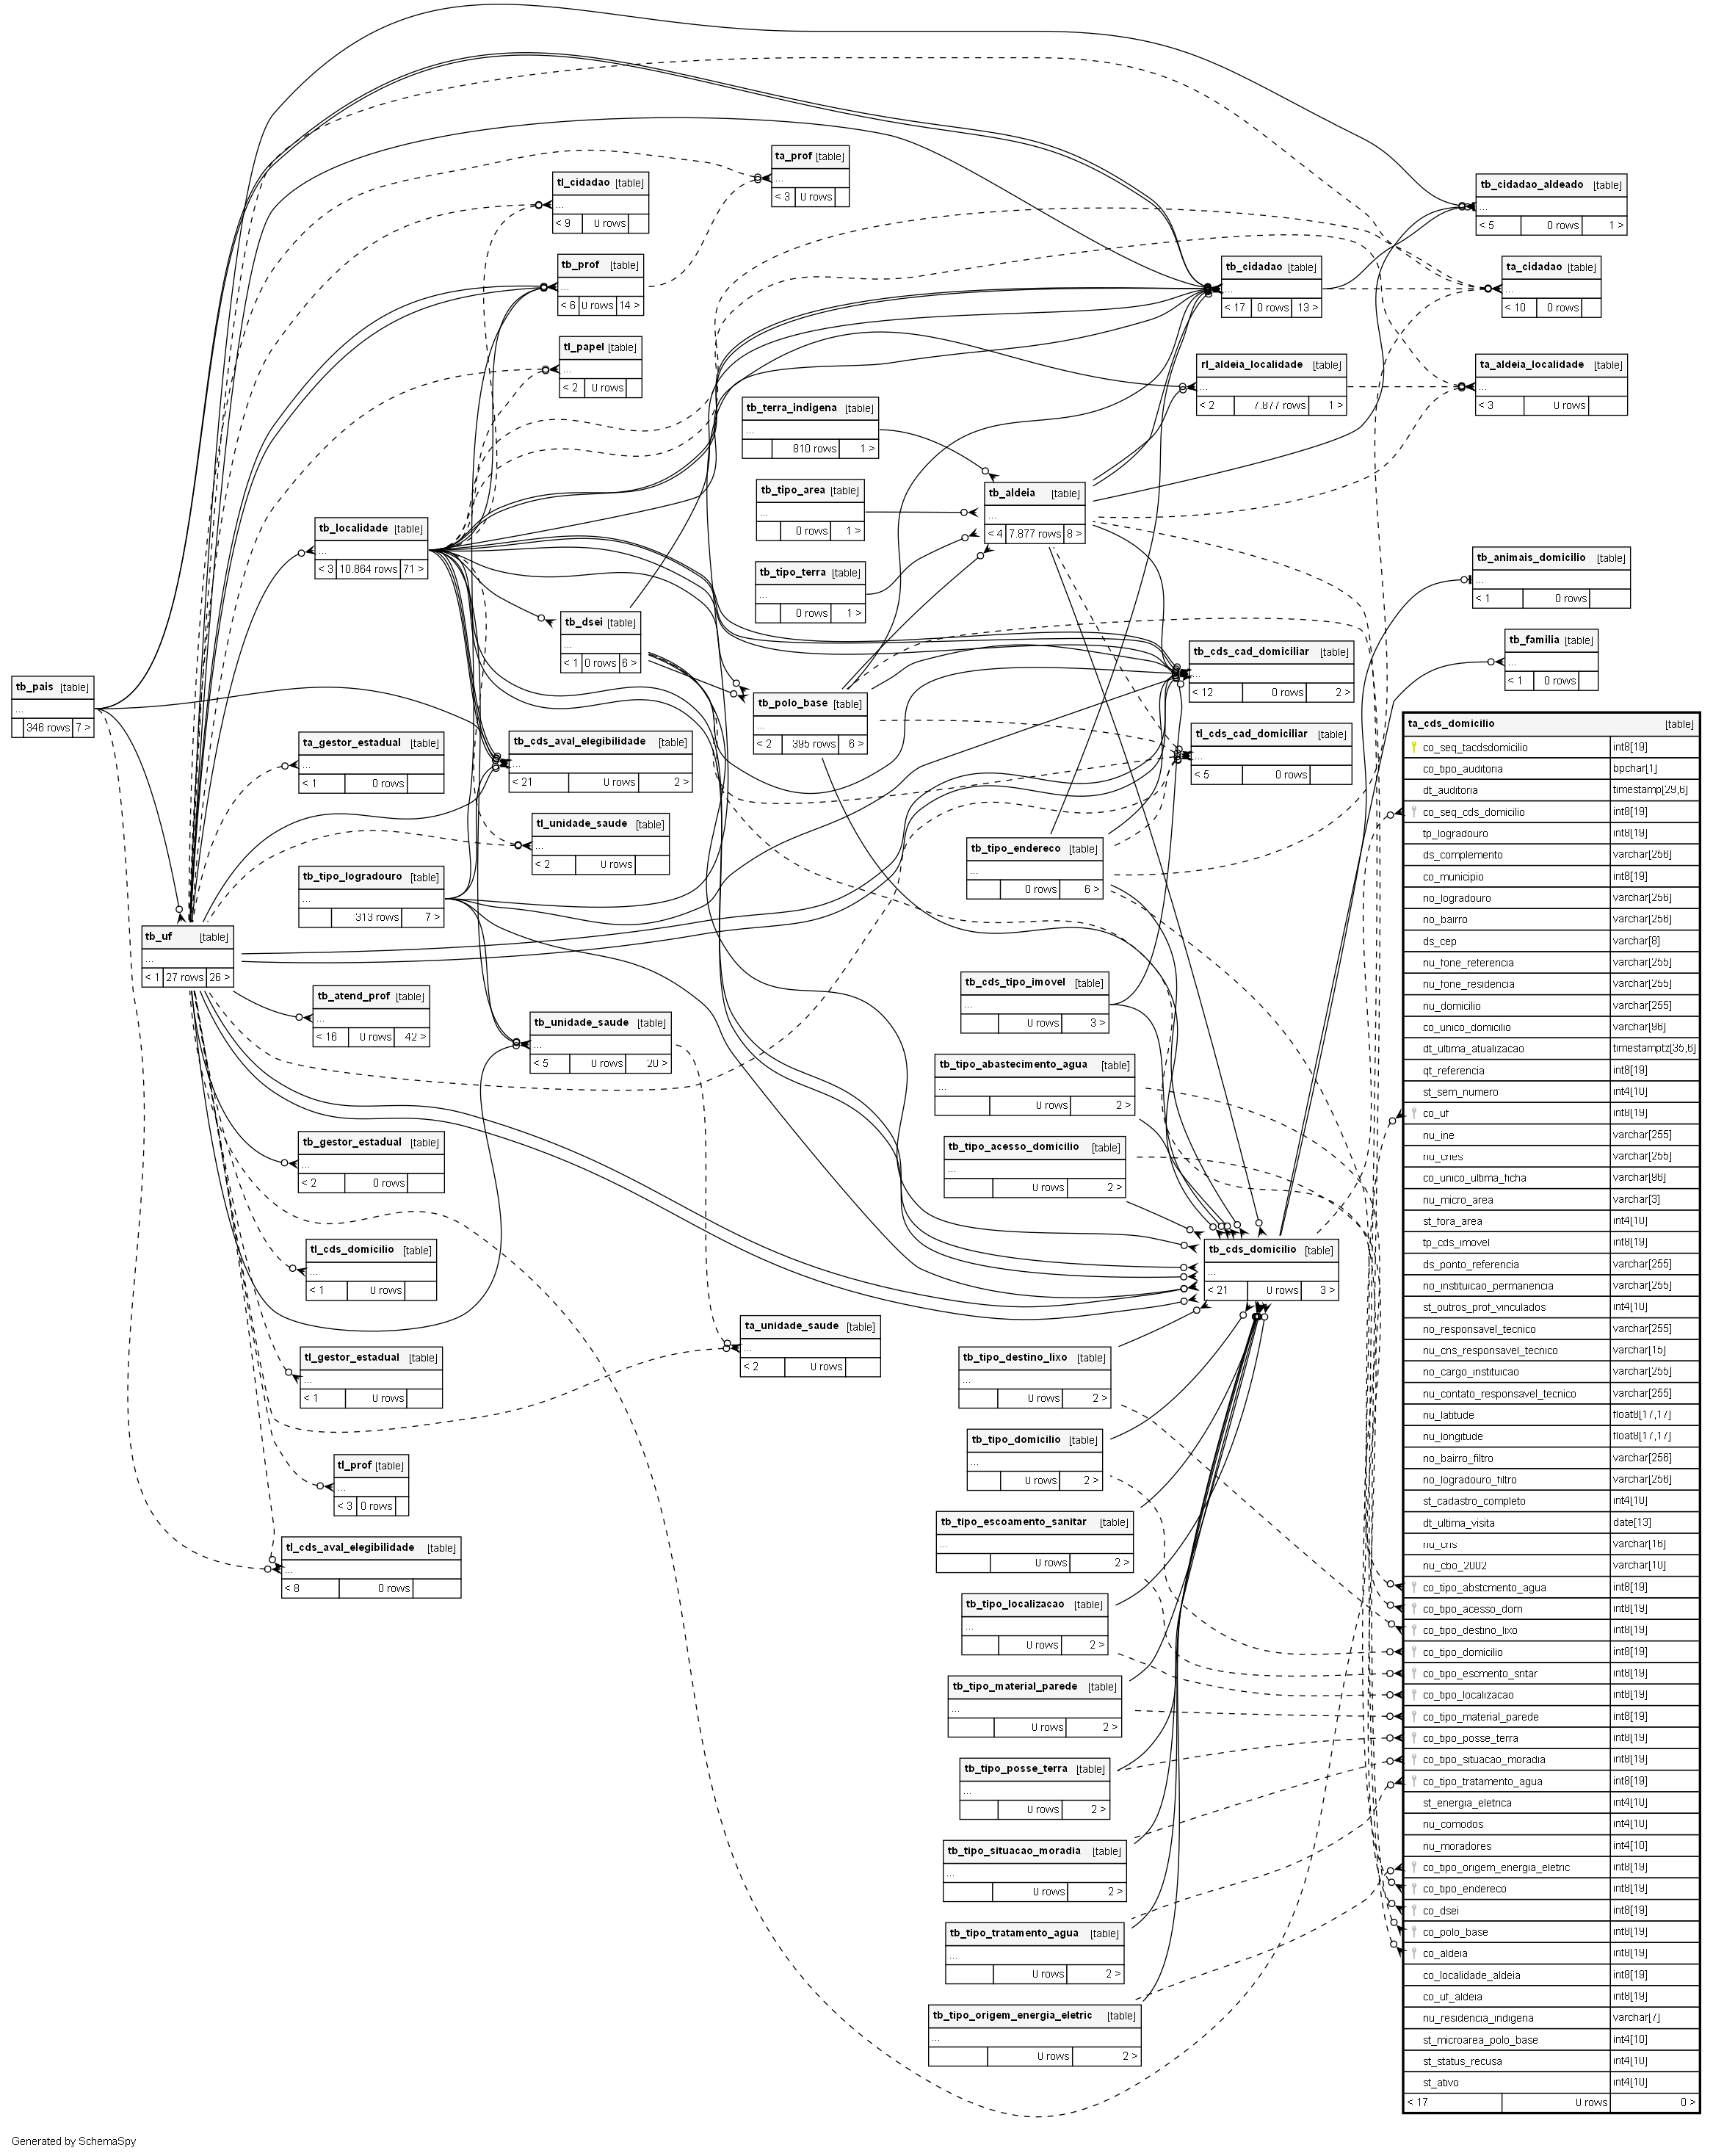 ta_prof [table]
...
< 3 0 rows
tl_cidadao [table]
...
< 9 0 rows
tb_cidadao_aldeado [table]
...
< 5 0 rows 1 >
tb_prof [table]
...
< 6 0 rows 14 >
tb_cidadao [table]
...
< 17 0 rows 13 >
ta_cidadao [table]
...
< 10 0 rows
tl_papel [table]
...
< 2 0 rows
rl_aldeia_localidade [table]
...
< 2 7.877 rows 1 >
ta_aldeia_localidade [table]
...
< 3 0 rows
tb_terra_indigena [table]
...
810 rows 1 >
tb_tipo_area [table]
...
0 rows 1 >
tb_aldeia [table]
...
< 4 7.877 rows 8 >
tb_localidade [table]
...
< 3 10.864 rows 71 >
tb_tipo_terra [table]
...
0 rows 1 >
tb_animais_domicilio [table]
...
< 1 0 rows
tb_dsei [table]
...
< 1 0 rows 6 >
tb_familia [table]
...
< 1 0 rows
tb_cds_cad_domiciliar [table]
...
< 12 0 rows 2 >
tb_pais [table]
...
346 rows 7 >
tb_polo_base [table]
...
< 2 395 rows 6 >
tl_cds_cad_domiciliar [table]
...
< 5 0 rows
ta_gestor_estadual [table]
...
< 1 0 rows
tb_cds_aval_elegibilidade [table]
...
< 21 0 rows 2 >
tl_unidade_saude [table]
...
< 2 0 rows
tb_tipo_endereco [table]
...
0 rows 6 >
tb_tipo_logradouro [table]
...
313 rows 7 >
tb_uf [table]
...
< 1 27 rows 26 >
tb_atend_prof [table]
...
< 16 0 rows 42 >
tb_cds_tipo_imovel [table]
...
0 rows 3 >
tb_unidade_saude [table]
...
< 5 0 rows 20 >
tb_tipo_abastecimento_agua [table]
...
0 rows 2 >
tb_gestor_estadual [table]
...
< 2 0 rows
tb_tipo_acesso_domicilio [table]
...
0 rows 2 >
tl_cds_domicilio [table]
...
< 1 0 rows
tb_cds_domicilio [table]
...
< 21 0 rows 3 >
ta_unidade_saude [table]
...
< 2 0 rows
tl_gestor_estadual [table]
...
< 1 0 rows
tb_tipo_destino_lixo [table]
...
0 rows 2 >
tb_tipo_domicilio [table]
...
0 rows 2 >
tl_prof [table]
...
< 3 0 rows
tb_tipo_escoamento_sanitar [table]
...
0 rows 2 >
tl_cds_aval_elegibilidade [table]
...
< 8 0 rows
tb_tipo_localizacao [table]
...
0 rows 2 >
tb_tipo_material_parede [table]
...
0 rows 2 >
tb_tipo_posse_terra [table]
...
0 rows 2 >
tb_tipo_situacao_moradia [table]
...
0 rows 2 >
tb_tipo_tratamento_agua [table]
...
0 rows 2 >
tb_tipo_origem_energia_eletric [table]
...
0 rows 2 >
ta_cds_domicilio [table]
co_seq_tacdsdomicilio int8[19]
co_tipo_auditoria bpchar[1]
dt_auditoria timestamp[29,6]
co_seq_cds_domicilio int8[19]
tp_logradouro int8[19]
ds_complemento varchar[256]
co_municipio int8[19]
no_logradouro varchar[256]
no_bairro varchar[256]
ds_cep varchar[8]
nu_fone_referencia varchar[255]
nu_fone_residencia varchar[255]
nu_domicilio varchar[255]
co_unico_domicilio varchar[96]
dt_ultima_atualizacao timestamptz[35,6]
qt_referencia int8[19]
st_sem_numero int4[10]
co_uf int8[19]
nu_ine varchar[255]
nu_cnes varchar[255]
co_unico_ultima_ficha varchar[96]
nu_micro_area varchar[3]
st_fora_area int4[10]
tp_cds_imovel int8[19]
ds_ponto_referencia varchar[255]
no_instituicao_permanencia varchar[255]
st_outros_prof_vinculados int4[10]
no_responsavel_tecnico varchar[255]
nu_cns_responsavel_tecnico varchar[15]
no_cargo_instituicao varchar[255]
nu_contato_responsavel_tecnico varchar[255]
nu_latitude float8[17,17]
nu_longitude float8[17,17]
no_bairro_filtro varchar[256]
no_logradouro_filtro varchar[256]
st_cadastro_completo int4[10]
dt_ultima_visita date[13]
nu_cns varchar[16]
nu_cbo_2002 varchar[10]
co_tipo_abstcmento_agua int8[19]
co_tipo_acesso_dom int8[19]
co_tipo_destino_lixo int8[19]
co_tipo_domicilio int8[19]
co_tipo_escmento_sntar int8[19]
co_tipo_localizacao int8[19]
co_tipo_material_parede int8[19]
co_tipo_posse_terra int8[19]
co_tipo_situacao_moradia int8[19]
co_tipo_tratamento_agua int8[19]
st_energia_eletrica int4[10]
nu_comodos int4[10]
nu_moradores int4[10]
co_tipo_origem_energia_eletric int8[19]
co_tipo_endereco int8[19]
co_dsei int8[19]
co_polo_base int8[19]
co_aldeia int8[19]
co_localidade_aldeia int8[19]
co_uf_aldeia int8[19]
nu_residencia_indigena varchar[7]
st_microarea_polo_base int4[10]
st_status_recusa int4[10]
st_ativo int4[10]
< 17 0 rows 0 >
Generated by SchemaSpy